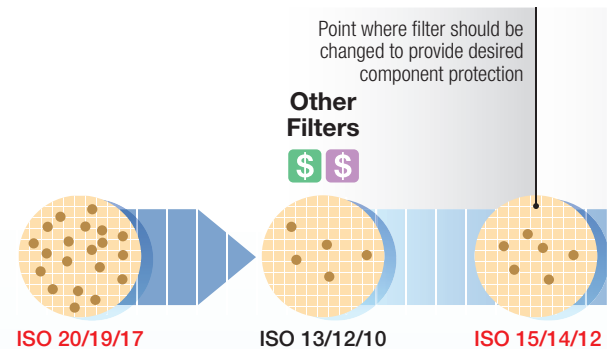 Point where filter should be
changed to provide desired
component protection
Other
Filters
$ $
ISO 20/19/17
ISO 13/12/10
ISO 15/14/12